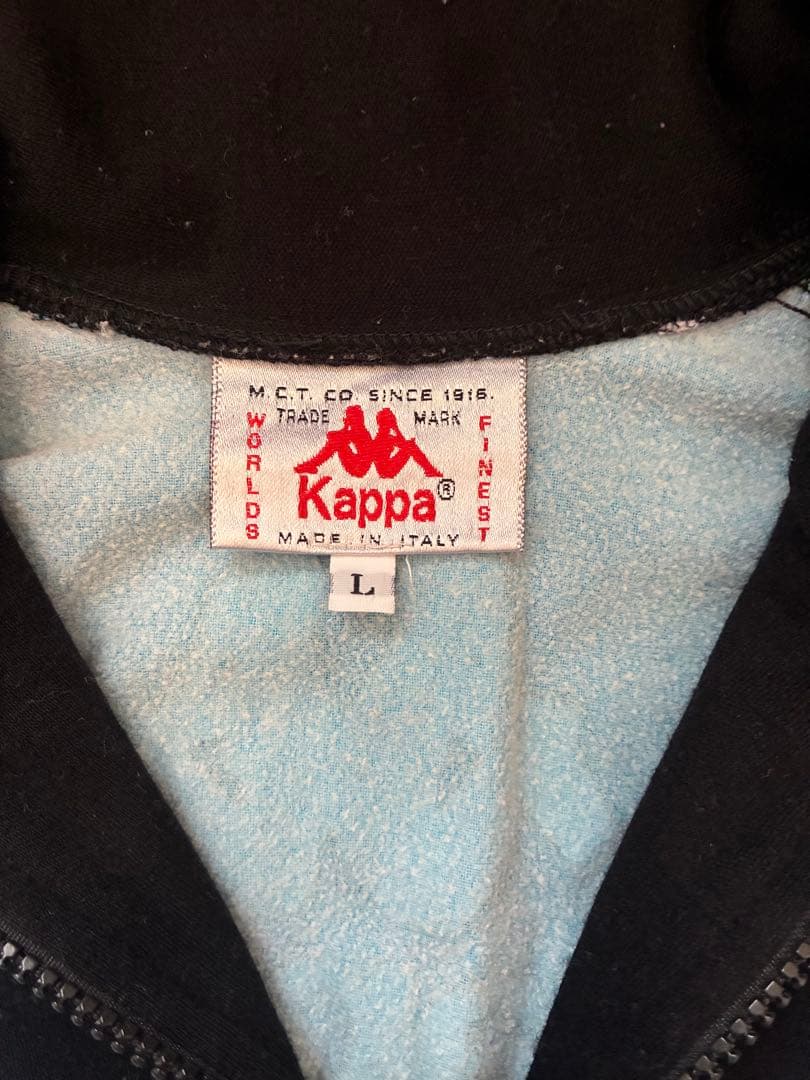 M.C.T. CO. SINCE 1916.
TRADE MARK
WORLDS
FINEST
Kappa®
MADE IN ITALY
L